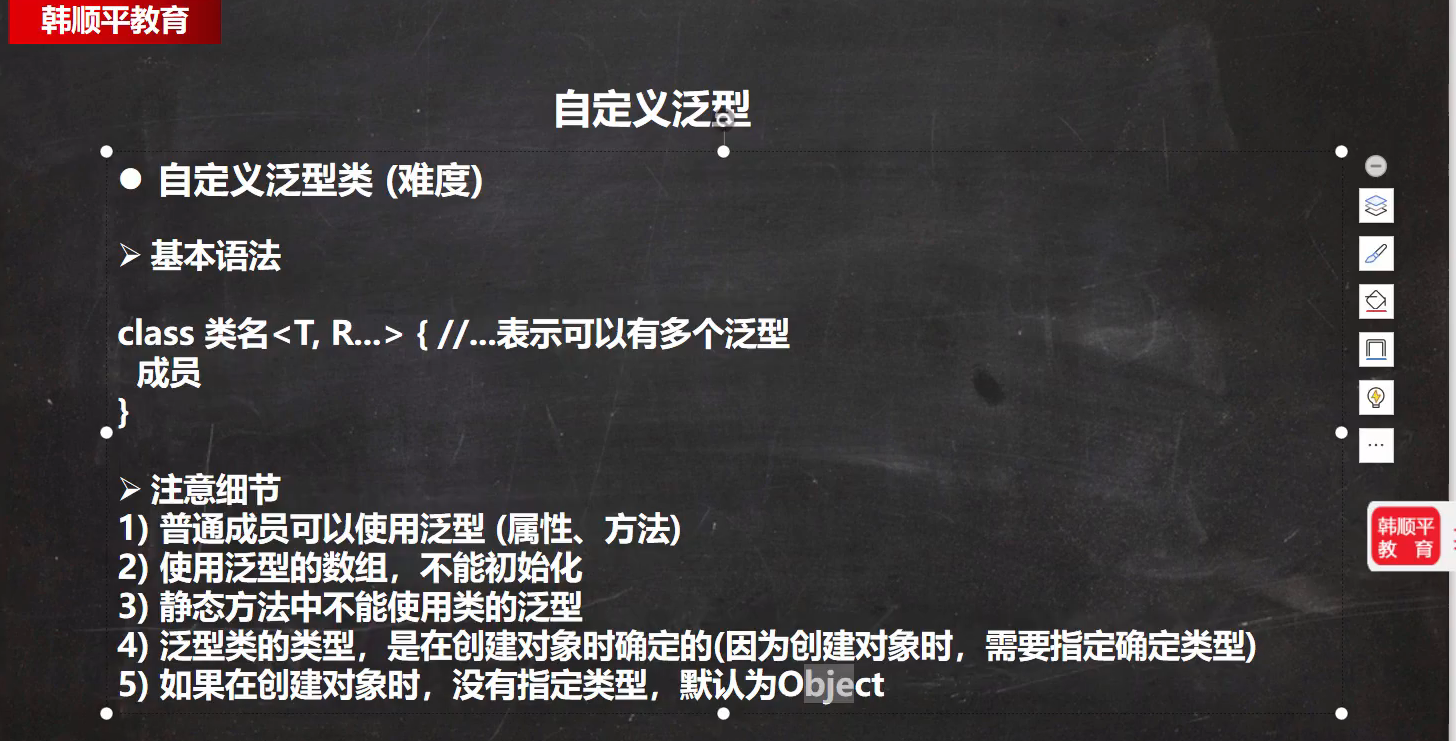 韩顺平教育
自定义泛型
● 自定义泛型类 (难度)
➢ 基本语法
class 类名<T, R...> { //...表示可以有多个泛型
成员
}
➢ 注意细节
1) 普通成员可以使用泛型 (属性、方法)
2) 使用泛型的数组，不能初始化
3) 静态方法中不能使用类的泛型
4) 泛型类的类型，是在创建对象时确定的(因为创建对象时，需要指定确定类型)
5) 如果在创建对象时，没有指定类型，默认为Object
韩顺平
教 育